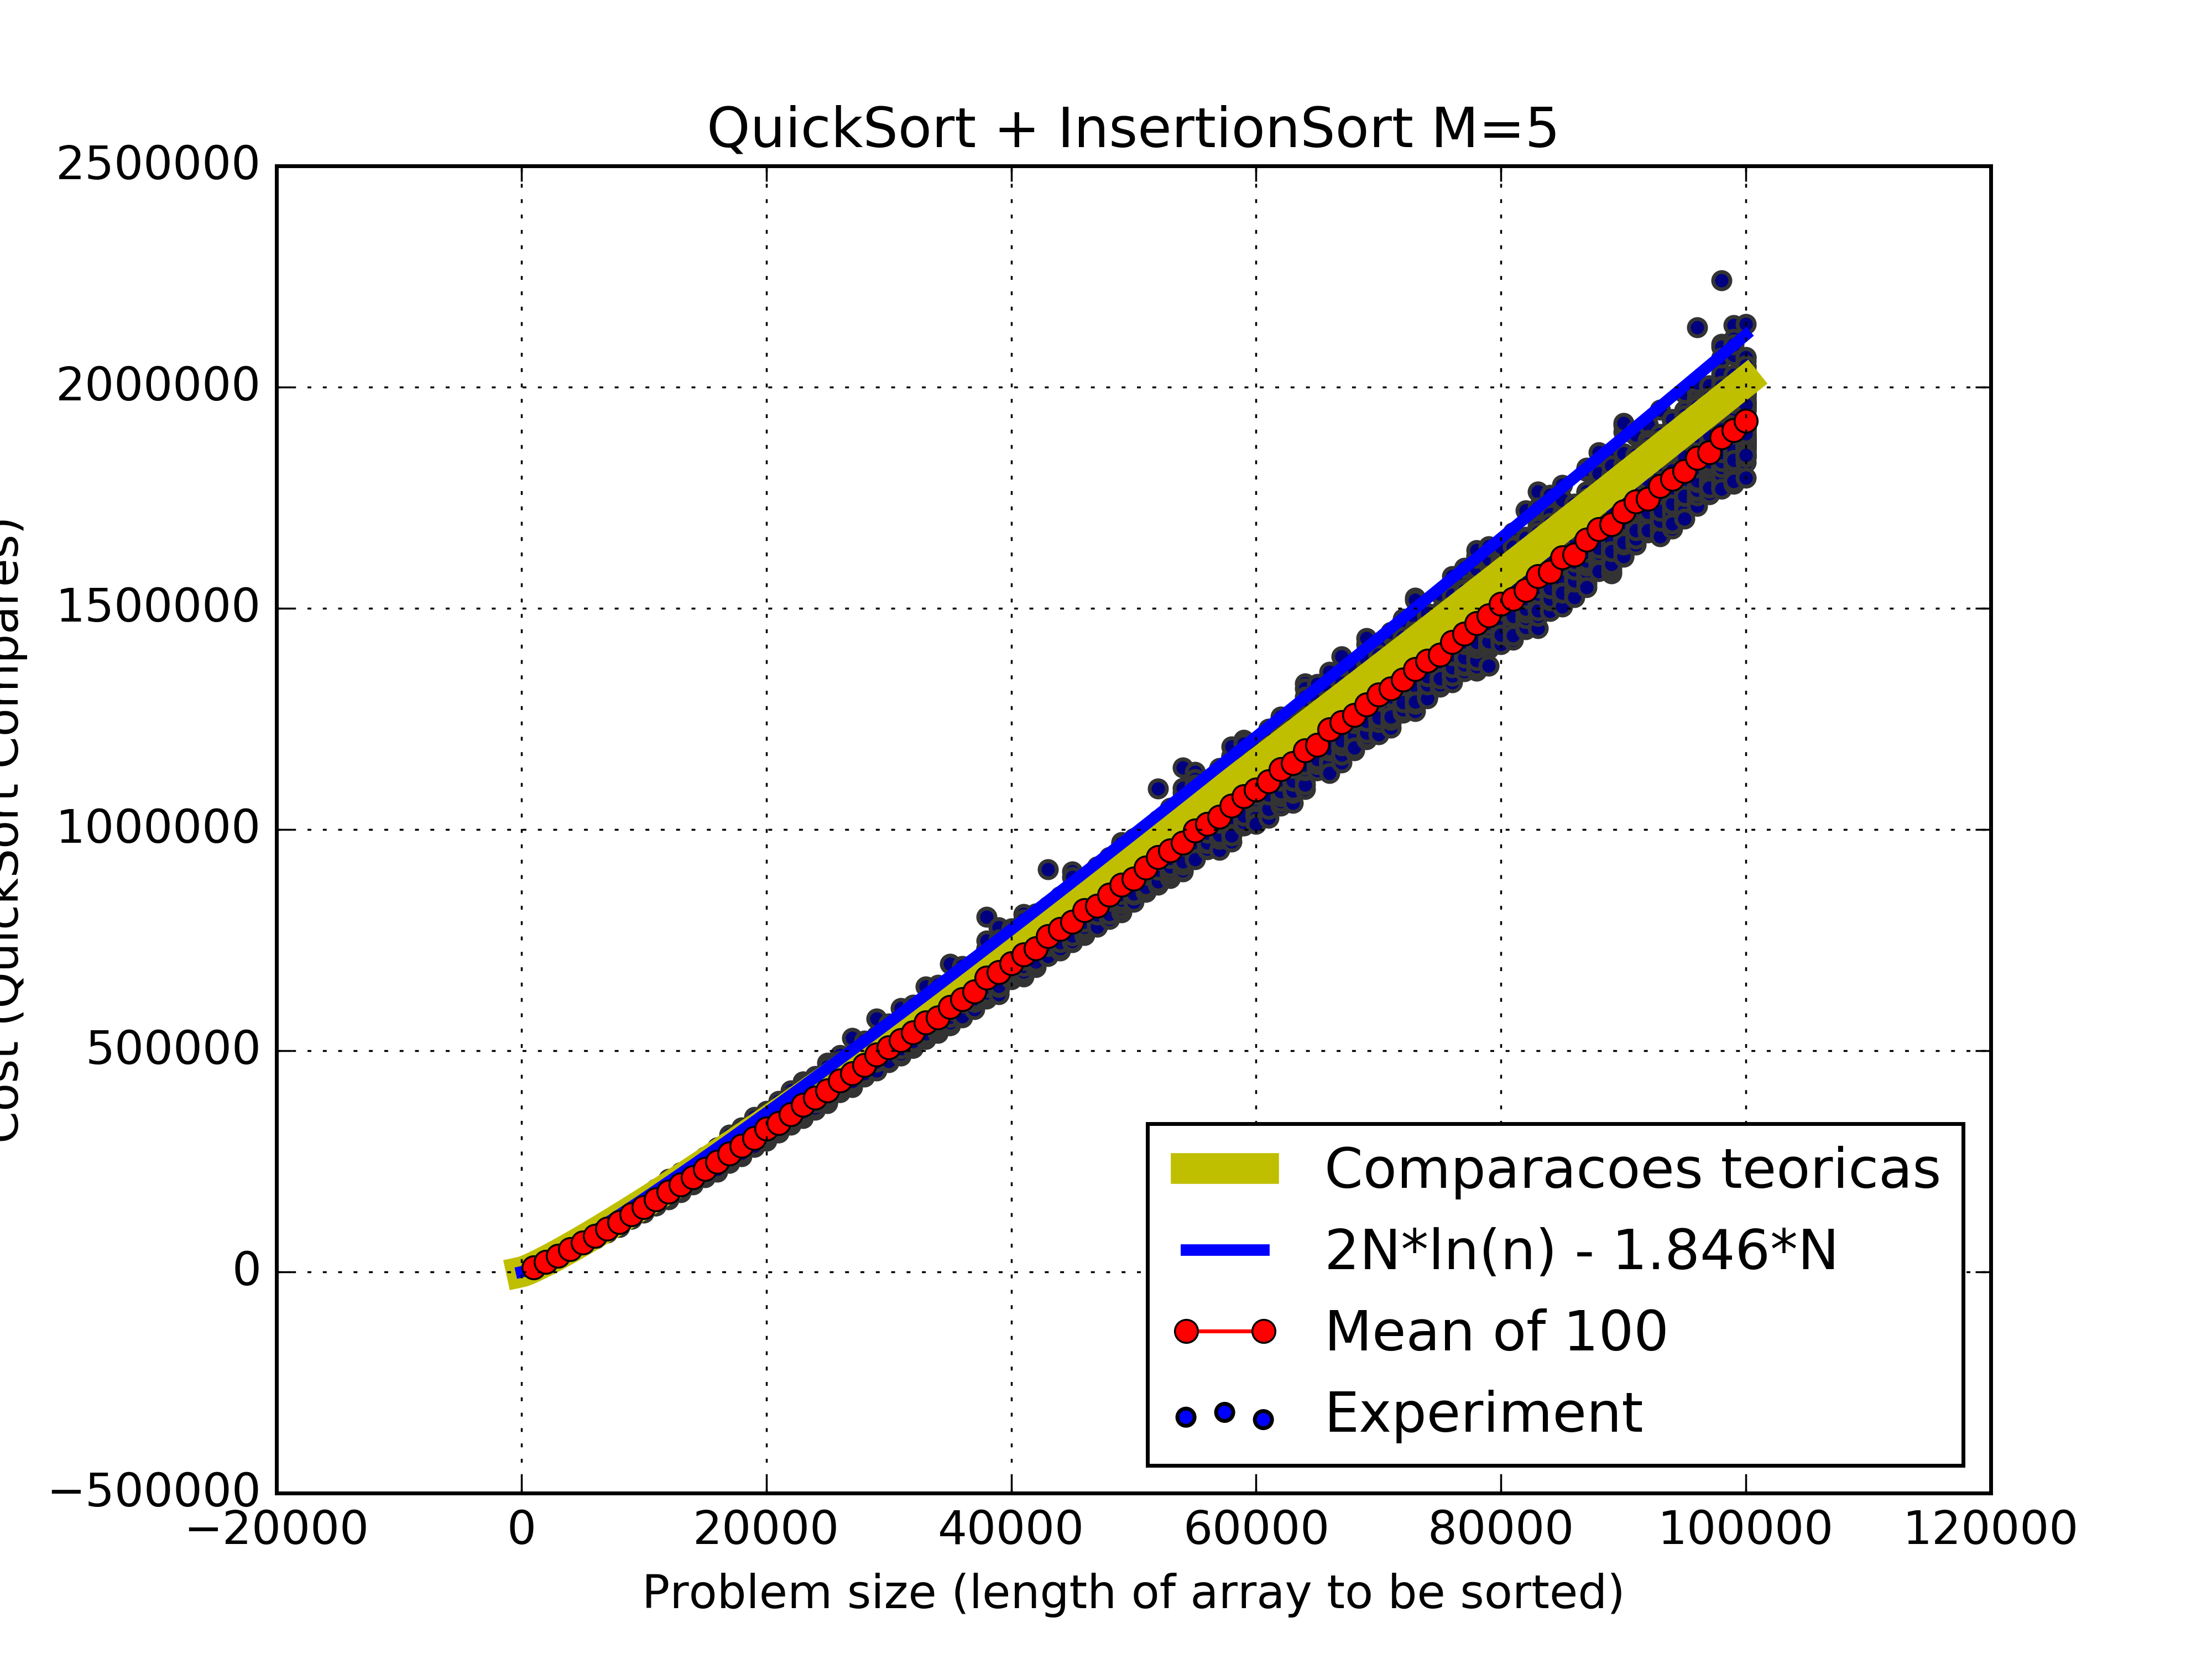 QuickSort + InsertionSort M=5
2500000
2000000
1500000
1000000
500000
0
−500000
Cost (QuickSort Compares)
−20000 0 20000 40000 60000 80000 100000 120000
Problem size (length of array to be sorted)
Comparacoes teoricas
2N*ln(n) - 1.846*N
Mean of 100
Experiment